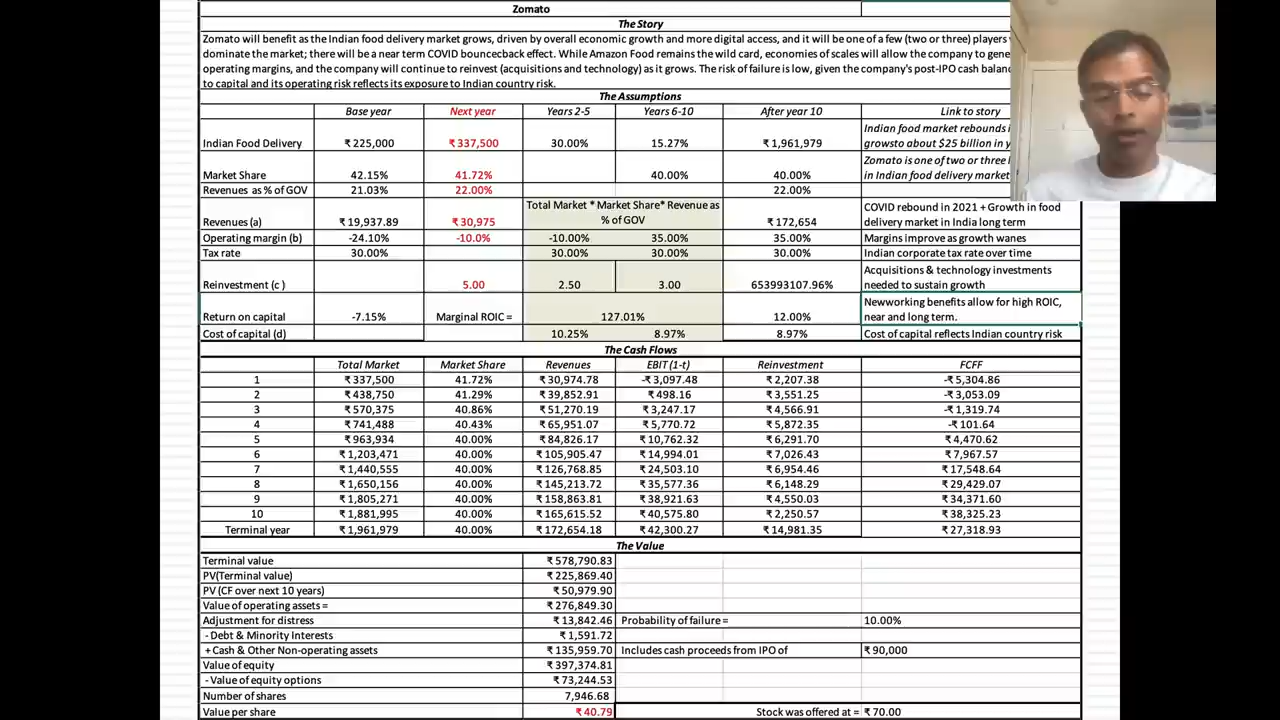 Zomato
The Story
Zomato will benefit as the Indian food delivery market grows, driven by overall economic growth and more digital access, and it will be one of a few (two or three) players
dominate the market; there will be a near term COVID bouncecback effect. While Amazon Food remains the wild card, economies of scales will allow the company to gene
operating margins, and the company will continue to reinvest (acquisitions and technology) as it grows. The risk of failure is low, given the company's post-IPO cash balan
to capital and its operating risk reflects its exposure to Indian country risk.
The Assumptions
Base year Next year Years 2-5 Years 6-10 After year 10 Link to story
Indian food market rebounds
Indian Food Delivery ₹ 225,000 ₹ 337,500 30.00% 15.27% ₹ 1,961,979 growsto about $25 billion in y
Zomato is one of two or three
Market Share 42.15% 41.72% 40.00% 40.00% in Indian food delivery market
Revenues as % of GOV 21.03% 22.00% 22.00%
Total Market * Market Share* Revenue as COVID rebound in 2021 + Growth in food
Revenues (a) ₹ 19,937.89 ₹ 30,975 % of GOV ₹ 172,654 delivery market in India long term
Operating margin (b) -24.10% -10.0% -10.00% 35.00% 35.00% Margins improve as growth wanes
Tax rate 30.00% 30.00% 30.00% 30.00% Indian corporate tax rate over time
Acquisitions & technology investments
Reinvestment (c ) 5.00 2.50 3.00 653993107.96% needed to sustain growth
Newworking benefits allow for high ROIC,
Return on capital -7.15% Marginal ROIC = 127.01% 12.00% near and long term.
Cost of capital (d) 10.25% 8.97% 8.97% Cost of capital reflects Indian country risk
The Cash Flows
Total Market Market Share Revenues EBIT (1-t) Reinvestment FCFF
1 ₹ 337,500 41.72% ₹ 30,974.78 -₹ 3,097.48 ₹ 2,207.38 -₹ 5,304.86
2 ₹ 438,750 41.29% ₹ 39,852.91 ₹ 498.16 ₹ 3,551.25 -₹ 3,053.09
3 ₹ 570,375 40.86% ₹ 51,270.19 ₹ 3,247.17 ₹ 4,566.91 -₹ 1,319.74
4 ₹ 741,488 40.43% ₹ 65,951.07 ₹ 5,770.72 ₹ 5,872.35 -₹ 101.64
5 ₹ 963,934 40.00% ₹ 84,826.17 ₹ 10,762.32 ₹ 6,291.70 ₹ 4,470.62
6 ₹ 1,203,471 40.00% ₹ 105,905.47 ₹ 14,994.01 ₹ 7,026.43 ₹ 7,967.57
7 ₹ 1,440,555 40.00% ₹ 126,768.85 ₹ 24,503.10 ₹ 6,954.46 ₹ 17,548.64
8 ₹ 1,650,156 40.00% ₹ 145,213.72 ₹ 35,577.36 ₹ 6,148.29 ₹ 29,429.07
9 ₹ 1,805,271 40.00% ₹ 158,863.81 ₹ 38,921.63 ₹ 4,550.03 ₹ 34,371.60
10 ₹ 1,881,995 40.00% ₹ 165,615.52 ₹ 40,575.80 ₹ 2,250.57 ₹ 38,325.23
Terminal year ₹ 1,961,979 40.00% ₹ 172,654.18 ₹ 42,300.27 ₹ 14,981.35 ₹ 27,318.93
The Value
Terminal value ₹ 578,790.83
PV(Terminal value) ₹ 225,869.40
PV (CF over next 10 years) ₹ 50,979.90
Value of operating assets = ₹ 276,849.30
Adjustment for distress ₹ 13,842.46 Probability of failure = 10.00%
- Debt & Minority Interests ₹ 1,591.72
+ Cash & Other Non-operating assets ₹ 135,959.70 Includes cash proceeds from IPO of ₹ 90,000
Value of equity ₹ 397,374.81
- Value of equity options ₹ 73,244.53
Number of shares 7,946.68
Value per share ₹ 40.79 Stock was offered at = ₹ 70.00